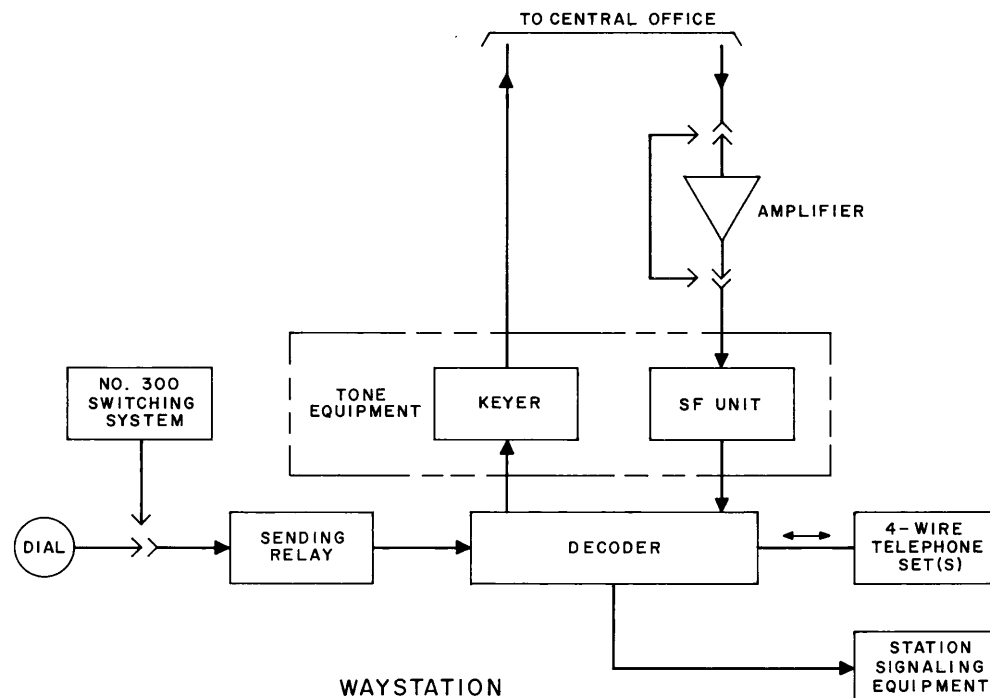 TO CENTRAL OFFICE
AMPLIFIER
NO. 300
SWITCHING
SYSTEM
TONE
EQUIPMENT
KEYER
SF UNIT
DIAL
SENDING
RELAY
DECODER
4-WIRE
TELEPHONE
SET(S)
STATION
SIGNALING
EQUIPMENT
WAYSTATION